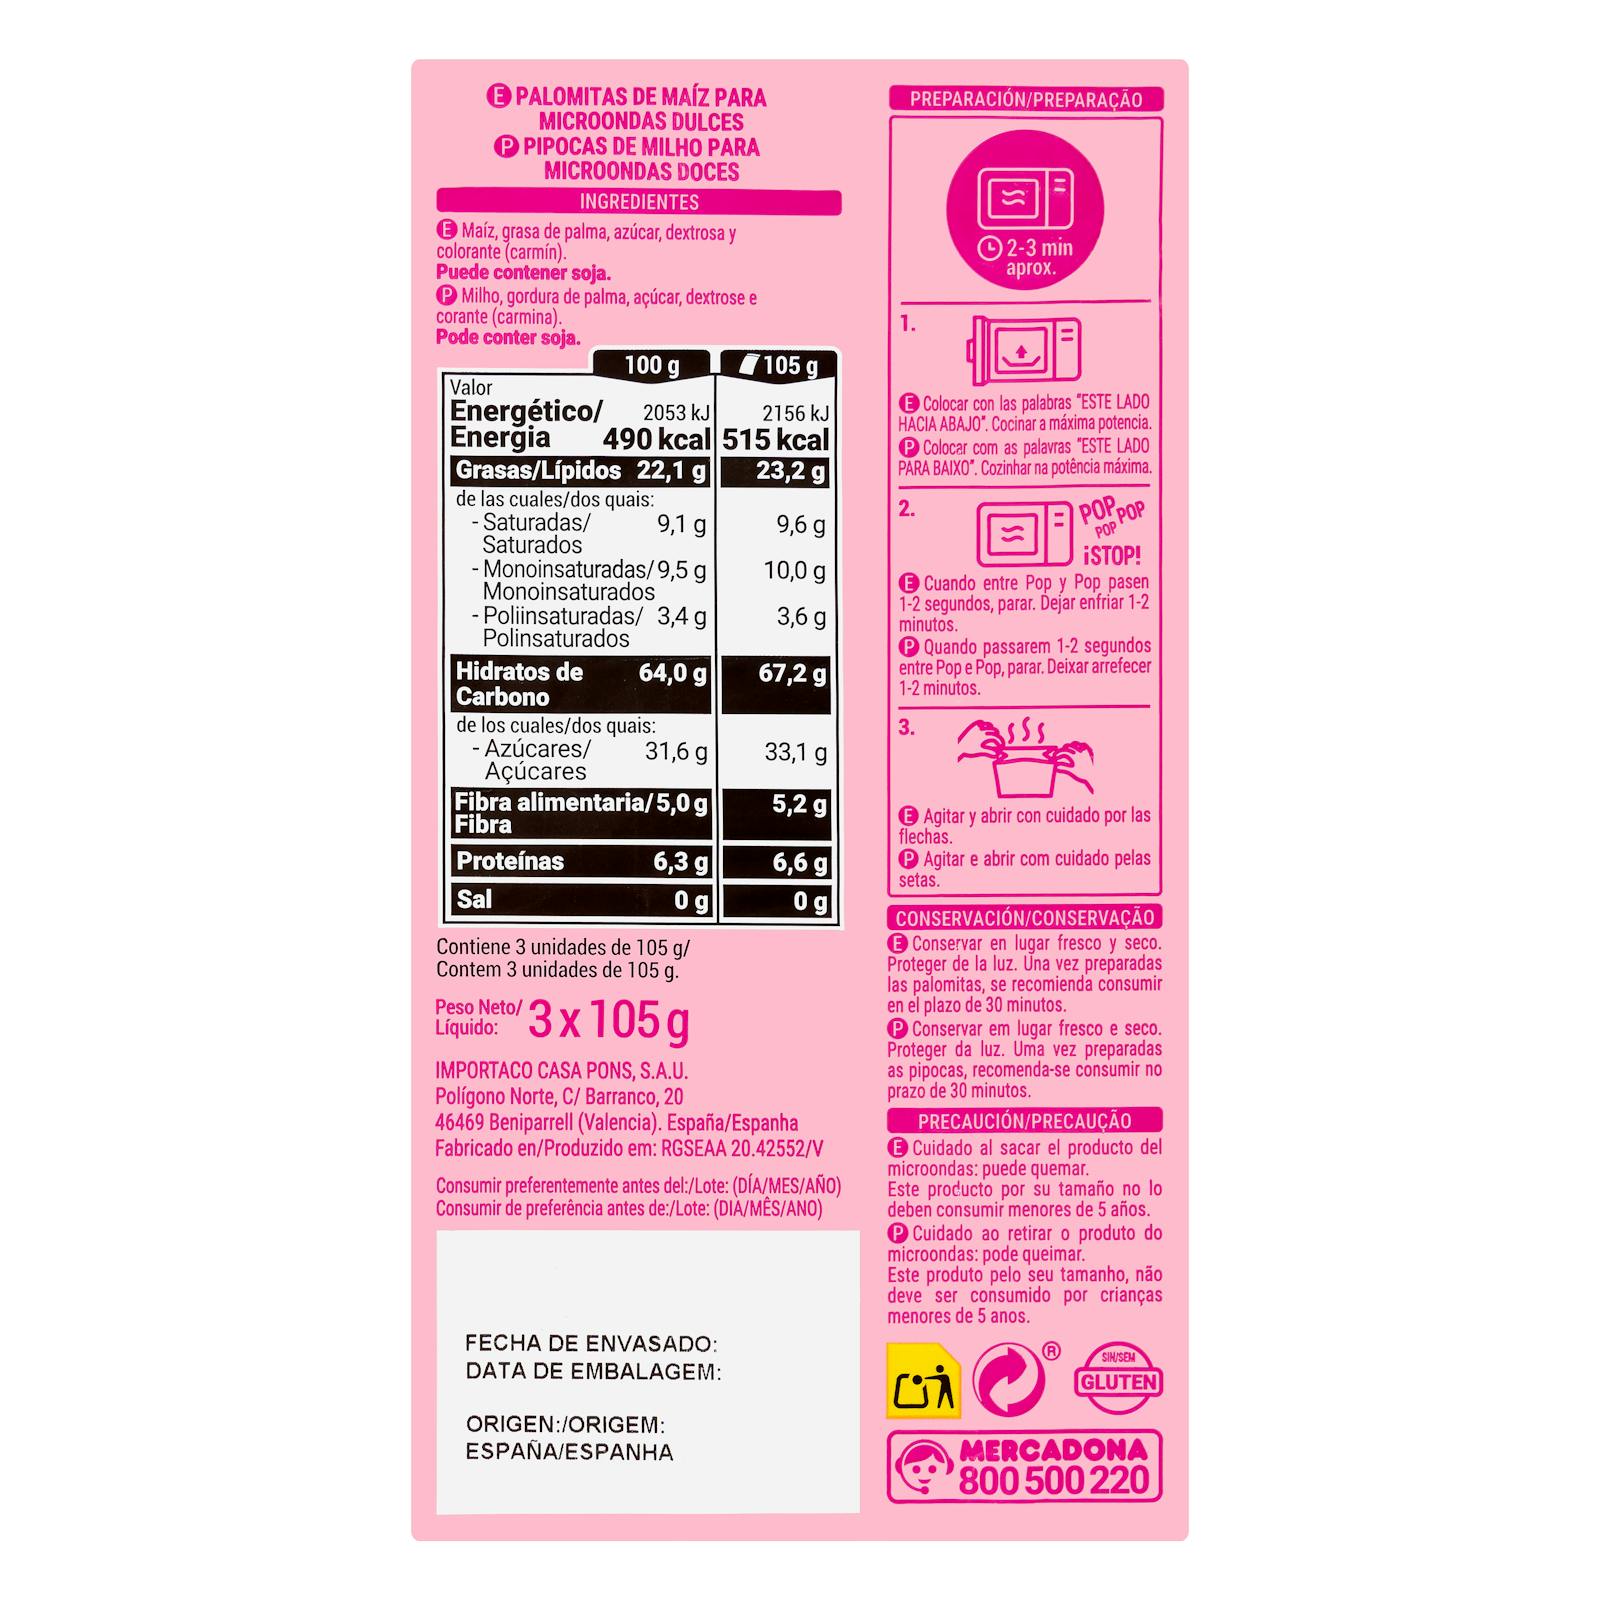 E PALOMITAS DE MAÍZ PARA
MICROONDAS DULCES
P PIPOCAS DE MILHO PARA
MICROONDAS DOCES
INGREDIENTES
E Maíz, grasa de palma, azúcar, dextrosa y
colorante (carmín).
Puede contener soja.
P Milho, gordura de palma, açúcar, dextrose e
corante (carmina).
Pode conter soja.
100 g 105 g
Valor
Energético/ 2053 kJ 2156 kJ
Energia 490 kcal 515 kcal
Grasas/Lípidos 22,1 g 23,2 g
de las cuales/dos quais:
- Saturadas/ 9,1 g 9,6 g
Saturados
- Monoinsaturadas/ 9,5 g 10,0 g
Monoinsaturados
- Poliinsaturadas/ 3,4 g 3,6 g
Polinsaturados
Hidratos de 64,0 g 67,2 g
Carbono
de los cuales/dos quais:
- Azúcares/ 31,6 g 33,1 g
Açúcares
Fibra alimentaria/ 5,0 g 5,2 g
Fibra
Proteínas 6,3 g 6,6 g
Sal 0 g 0 g
Contiene 3 unidades de 105 g/
Contem 3 unidades de 105 g.
Peso Neto/
Líquido: 3 x 105 g
IMPORTACO CASA PONS, S.A.U.
Polígono Norte, C/ Barranco, 20
46469 Beniparrell (Valencia). España/Espanha
Fabricado en/Produzido em: RGSEAA 20.42552/V
Consumir preferentemente antes del:/Lote: (DÍA/MES/AÑO)
Consumir de preferência antes de:/Lote: (DIA/MÊS/ANO)
FECHA DE ENVASADO:
DATA DE EMBALAGEM:
ORIGEN:/ORIGEM:
ESPAÑA/ESPANHA
PREPARACIÓN/PREPARAÇÃO
2-3 min
aprox.
1.
E Colocar con las palabras "ESTE LADO
HACIA ABAJO". Cocinar a máxima potencia.
P Colocar com as palavras "ESTE LADO
PARA BAIXO". Cozinhar na potência máxima.
2.
POP POP
POP
¡STOP!
E Cuando entre Pop y Pop pasen
1-2 segundos, parar. Dejar enfriar 1-2
minutos.
P Quando passarem 1-2 segundos
entre Pop e Pop, parar. Deixar arrefecer
1-2 minutos.
3.
E Agitar y abrir con cuidado por las
flechas.
P Agitar e abrir com cuidado pelas
setas.
CONSERVACIÓN/CONSERVAÇÃO
E Conservar en lugar fresco y seco.
Proteger de la luz. Una vez preparadas
las palomitas, se recomienda consumir
en el plazo de 30 minutos.
P Conservar em lugar fresco e seco.
Proteger da luz. Uma vez preparadas
as pipocas, recomenda-se consumir no
prazo de 30 minutos.
PRECAUCIÓN/PRECAUÇÃO
E Cuidado al sacar el producto del
microondas: puede quemar.
Este producto por su tamaño no lo
deben consumir menores de 5 años.
P Cuidado ao retirar o produto do
microondas: pode queimar.
Este produto pelo seu tamanho, não
deve ser consumido por crianças
menores de 5 anos.
®
SIN/SEM
GLUTEN
MERCADONA
800 500 220